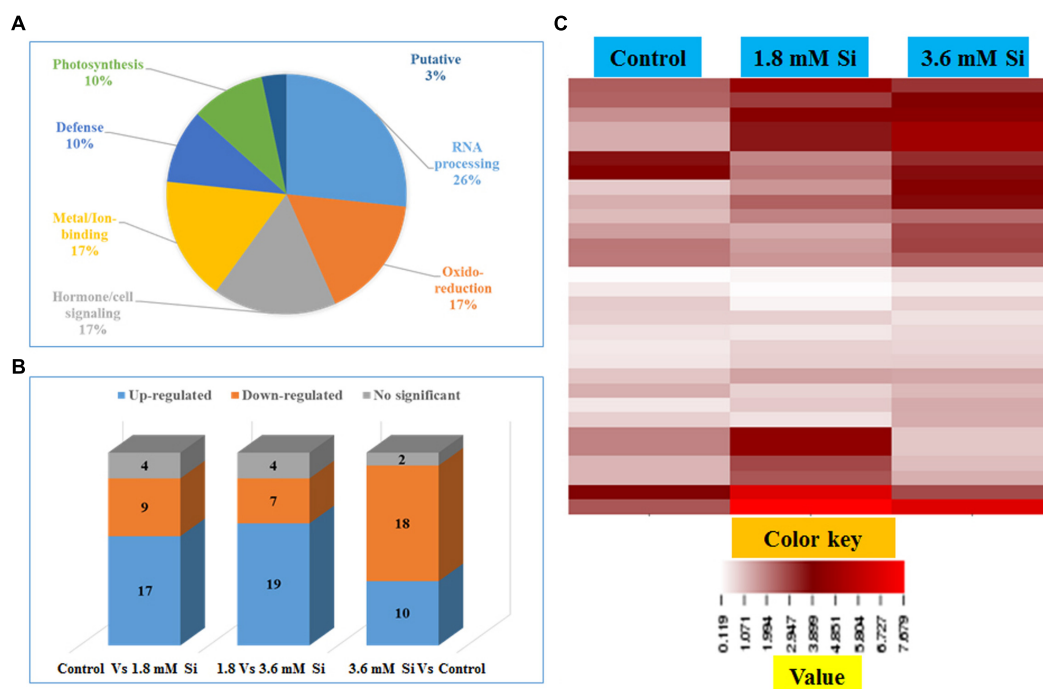 A
Photosynthesis
10%
Putative
3%
Defense
10%
RNA
processing
26%
Metal/Ion-
binding
17%
Oxido-
reduction
17%
Hormone/cell
signaling
17%
B
Up-regulated Down-regulated No significant
4 4 2
9 7 18
17 19 10
Control Vs 1.8 mM Si 1.8 Vs 3.6 mM Si 3.6 mM Si Vs Control
C
Control 1.8 mM Si 3.6 mM Si
Color key
0.119 1.071 1.994 2.947 3.899 4.851 5.804 6.727 7.679
Value